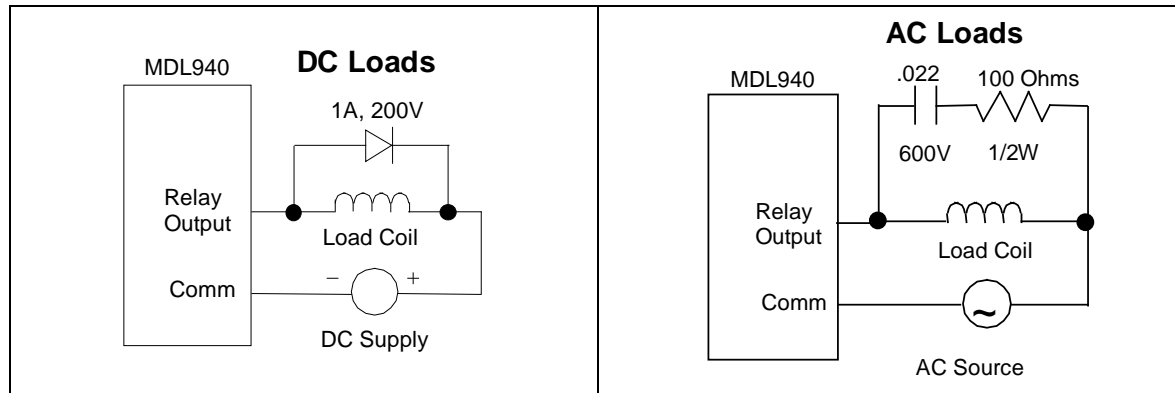 DC Loads
MDL940
1A, 200V
Relay
Output
Load Coil
Comm
− +
DC Supply
AC Loads
MDL940
.022 100 Ohms
600V 1/2W
Relay
Output
Load Coil
Comm
~
AC Source